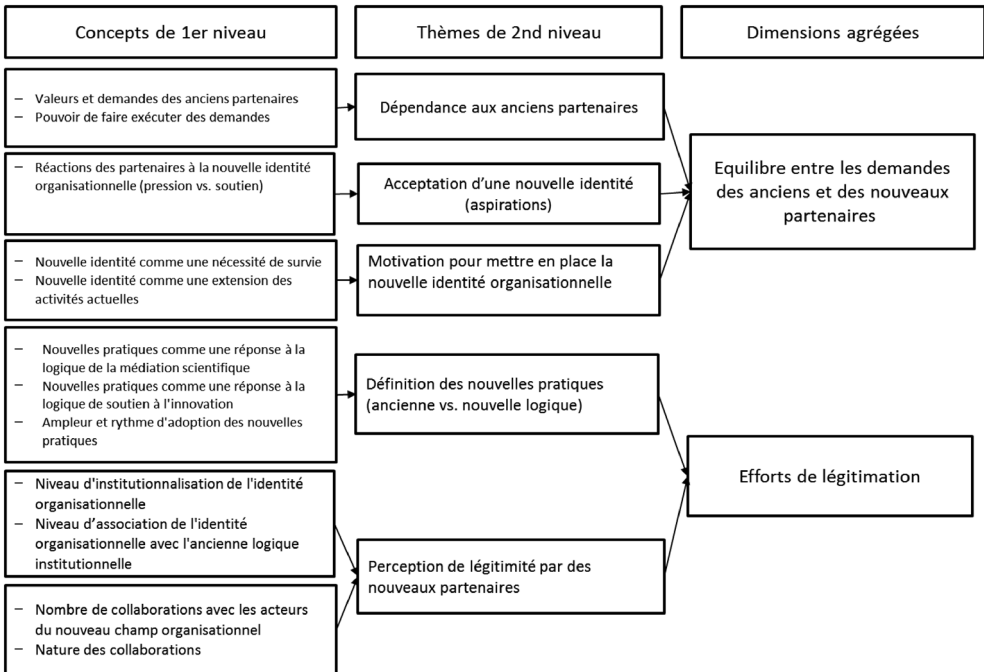 Concepts de 1er niveau
Thèmes de 2nd niveau
Dimensions agrégées
– Valeurs et demandes des anciens partenaires
– Pouvoir de faire exécuter des demandes
Dépendance aux anciens partenaires
– Réactions des partenaires à la nouvelle identité
organisationnelle (pression vs. soutien)
Acceptation d’une nouvelle identité
(aspirations)
– Nouvelle identité comme une nécessité de survie
– Nouvelle identité comme une extension des
activités actuelles
Motivation pour mettre en place la
nouvelle identité organisationnelle
Equilibre entre les demandes
des anciens et des nouveaux
partenaires
– Nouvelles pratiques comme une réponse à la
logique de la médiation scientifique
– Nouvelles pratiques comme une réponse à la
logique de soutien à l'innovation
– Ampleur et rythme d'adoption des nouvelles
pratiques
Définition des nouvelles pratiques
(ancienne vs. nouvelle logique)
– Niveau d'institutionnalisation de l'identité
organisationnelle
– Niveau d’association de l'identité
organisationnelle avec l'ancienne logique
institutionnelle
– Nombre de collaborations avec les acteurs
du nouveau champ organisationnel
– Nature des collaborations
Perception de légitimité par des
nouveaux partenaires
Efforts de légitimation